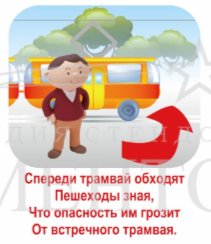 Спереди трамвай обходят
Пешеходы зная,
Что опасность им грозит
От встречного трамвая.